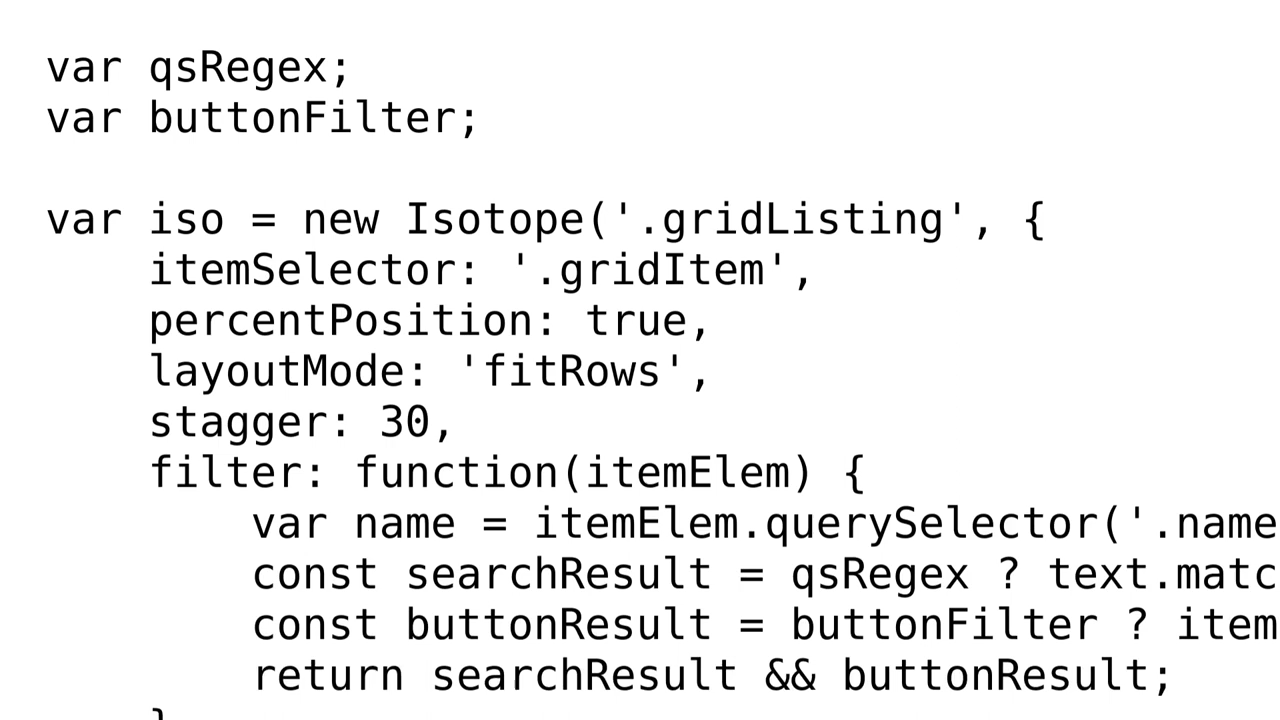 var qsRegex;
var buttonFilter;

var iso = new Isotope('.gridListing', {
    itemSelector: '.gridItem',
    percentPosition: true,
    layoutMode: 'fitRows',
    stagger: 30,
    filter: function(itemElem) {
        var name = itemElem.querySelector('.name
        const searchResult = qsRegex ? text.matc
        const buttonResult = buttonFilter ? item
        return searchResult && buttonResult;
    }